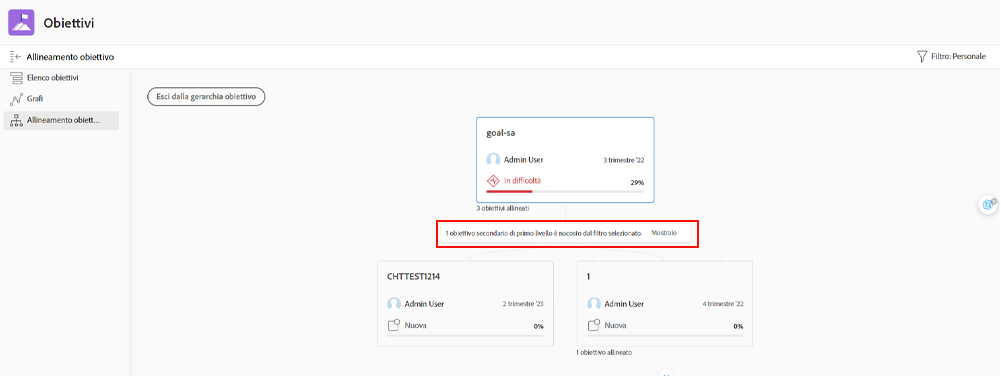 Obiettivi
Allineamento obiettivo
Filtro: Personale
Elenco obiettivi
Grafi
Allineamento obiett...
Esci dalla gerarchia obiettivo
goal-sa
Admin User 3 trimestre '22
In difficoltà 29%
3 obiettivi allineati
1 obiettivo secondario di primo livello è nacosto dal filtro selezionato. Mostralo
CHTTEST1214
Admin User 2 trimestre '23
Nuova 0%
1
Admin User 4 trimestre '22
Nuova 0%
1 obiettivo allineato